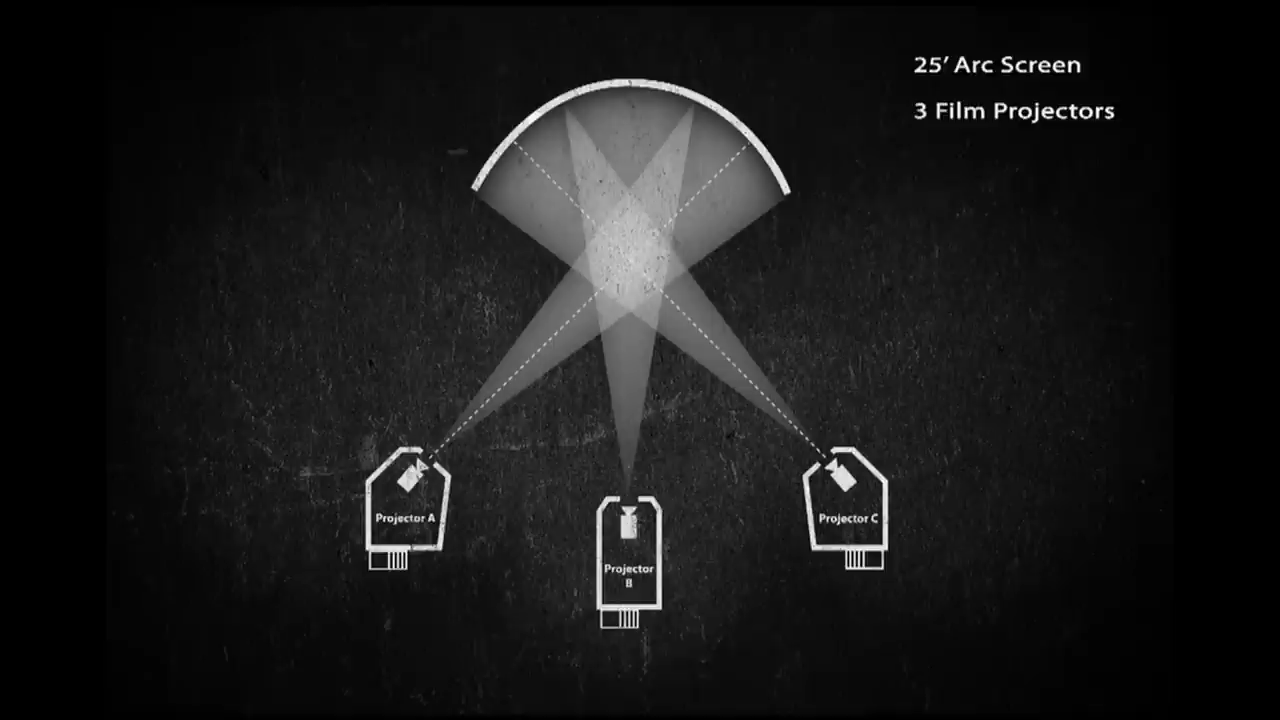 25′ Arc Screen
3 Film Projectors
Projector A
Projector C
Projector
B